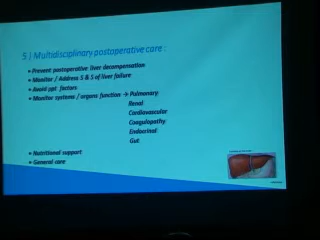 5 ) Multidisciplinary postoperative care :
• Prevent postoperative liver decompensation
• Monitor / Address S & S of liver failure
• Avoid ppt factors
• Monitor systems / organs function → Pulmonary
Renal
Cardiovascular
Coagulopathy
Endocrinal
Gut
• Nutritional support
• General care